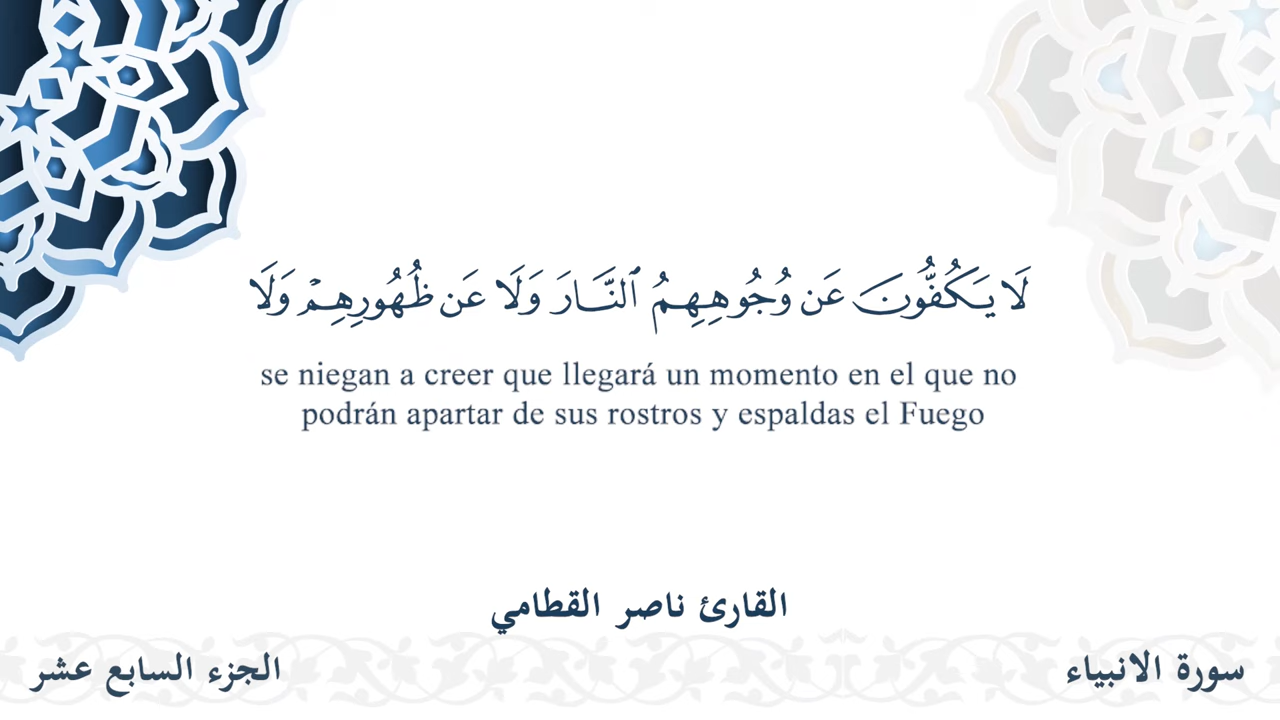 لَا يَكُفُّونَ عَن وُجُوهِهِمُ ٱلنَّارَ وَلَا عَن ظُهُورِهِمْ وَلَا
se niegan a creer que llegará un momento en el que no
podrán apartar de sus rostros y espaldas el Fuego
القارئ ناصر القطامي
سورة الانبياء
الجزء السابع عشر